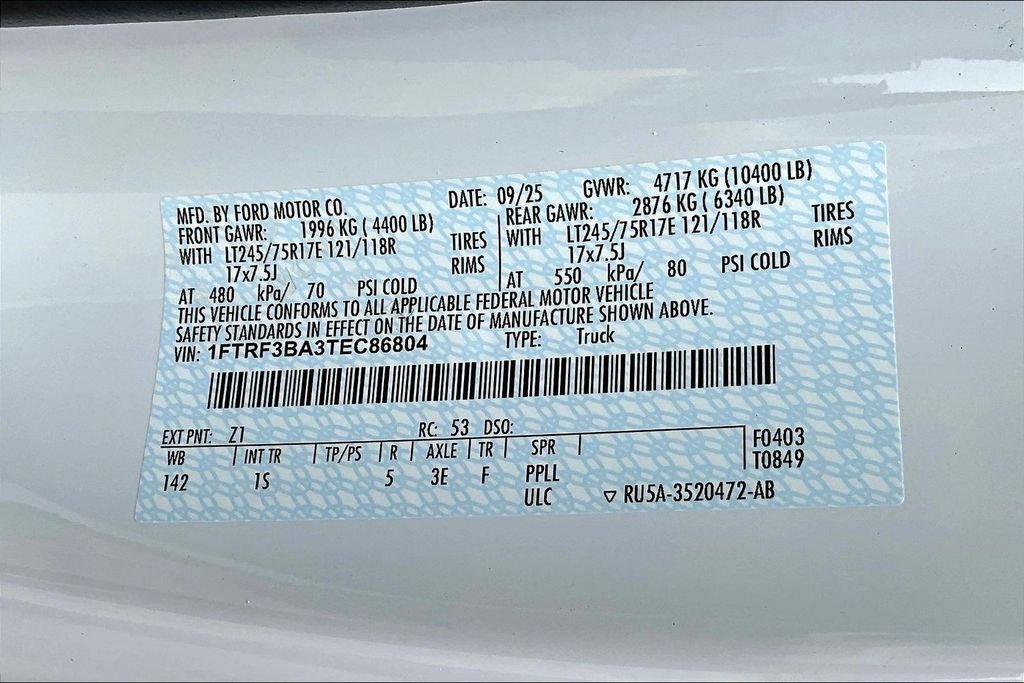 MFD. BY FORD MOTOR CO. DATE: 09/25 GVWR: 4717 KG (10400 LB)
FRONT GAWR: 1996 KG ( 4400 LB) REAR GAWR: 2876 KG ( 6340 LB)
WITH LT245/75R17E 121/118R TIRES WITH LT245/75R17E 121/118R TIRES
17x7.5J RIMS 17x7.5J RIMS
AT 480 kPa/ 70 PSI COLD AT 550 kPa/ 80 PSI COLD
THIS VEHICLE CONFORMS TO ALL APPLICABLE FEDERAL MOTOR VEHICLE
SAFETY STANDARDS IN EFFECT ON THE DATE OF MANUFACTURE SHOWN ABOVE.
VIN: 1FTRF3BA3TEC86804 TYPE: Truck
EXT PNT: Z1 RC: 53 DSO:
WB INT TR TP/PS R AXLE TR SPR F0403
142 1S 5 3E F PPLL T0849
ULC ▽ RU5A-3520472-AB